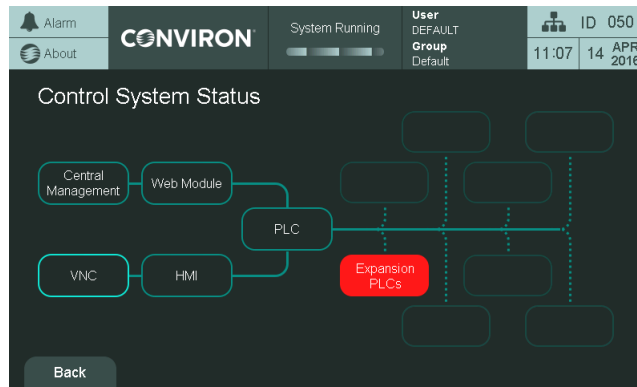 Alarm
About
CONVIRON
System Running
User
DEFAULT
Group
Default
ID 050
11:07
14 APR 2016
Control System Status
Central
Management
Web Module
PLC
VNC
HMI
Expansion
PLCs
Back